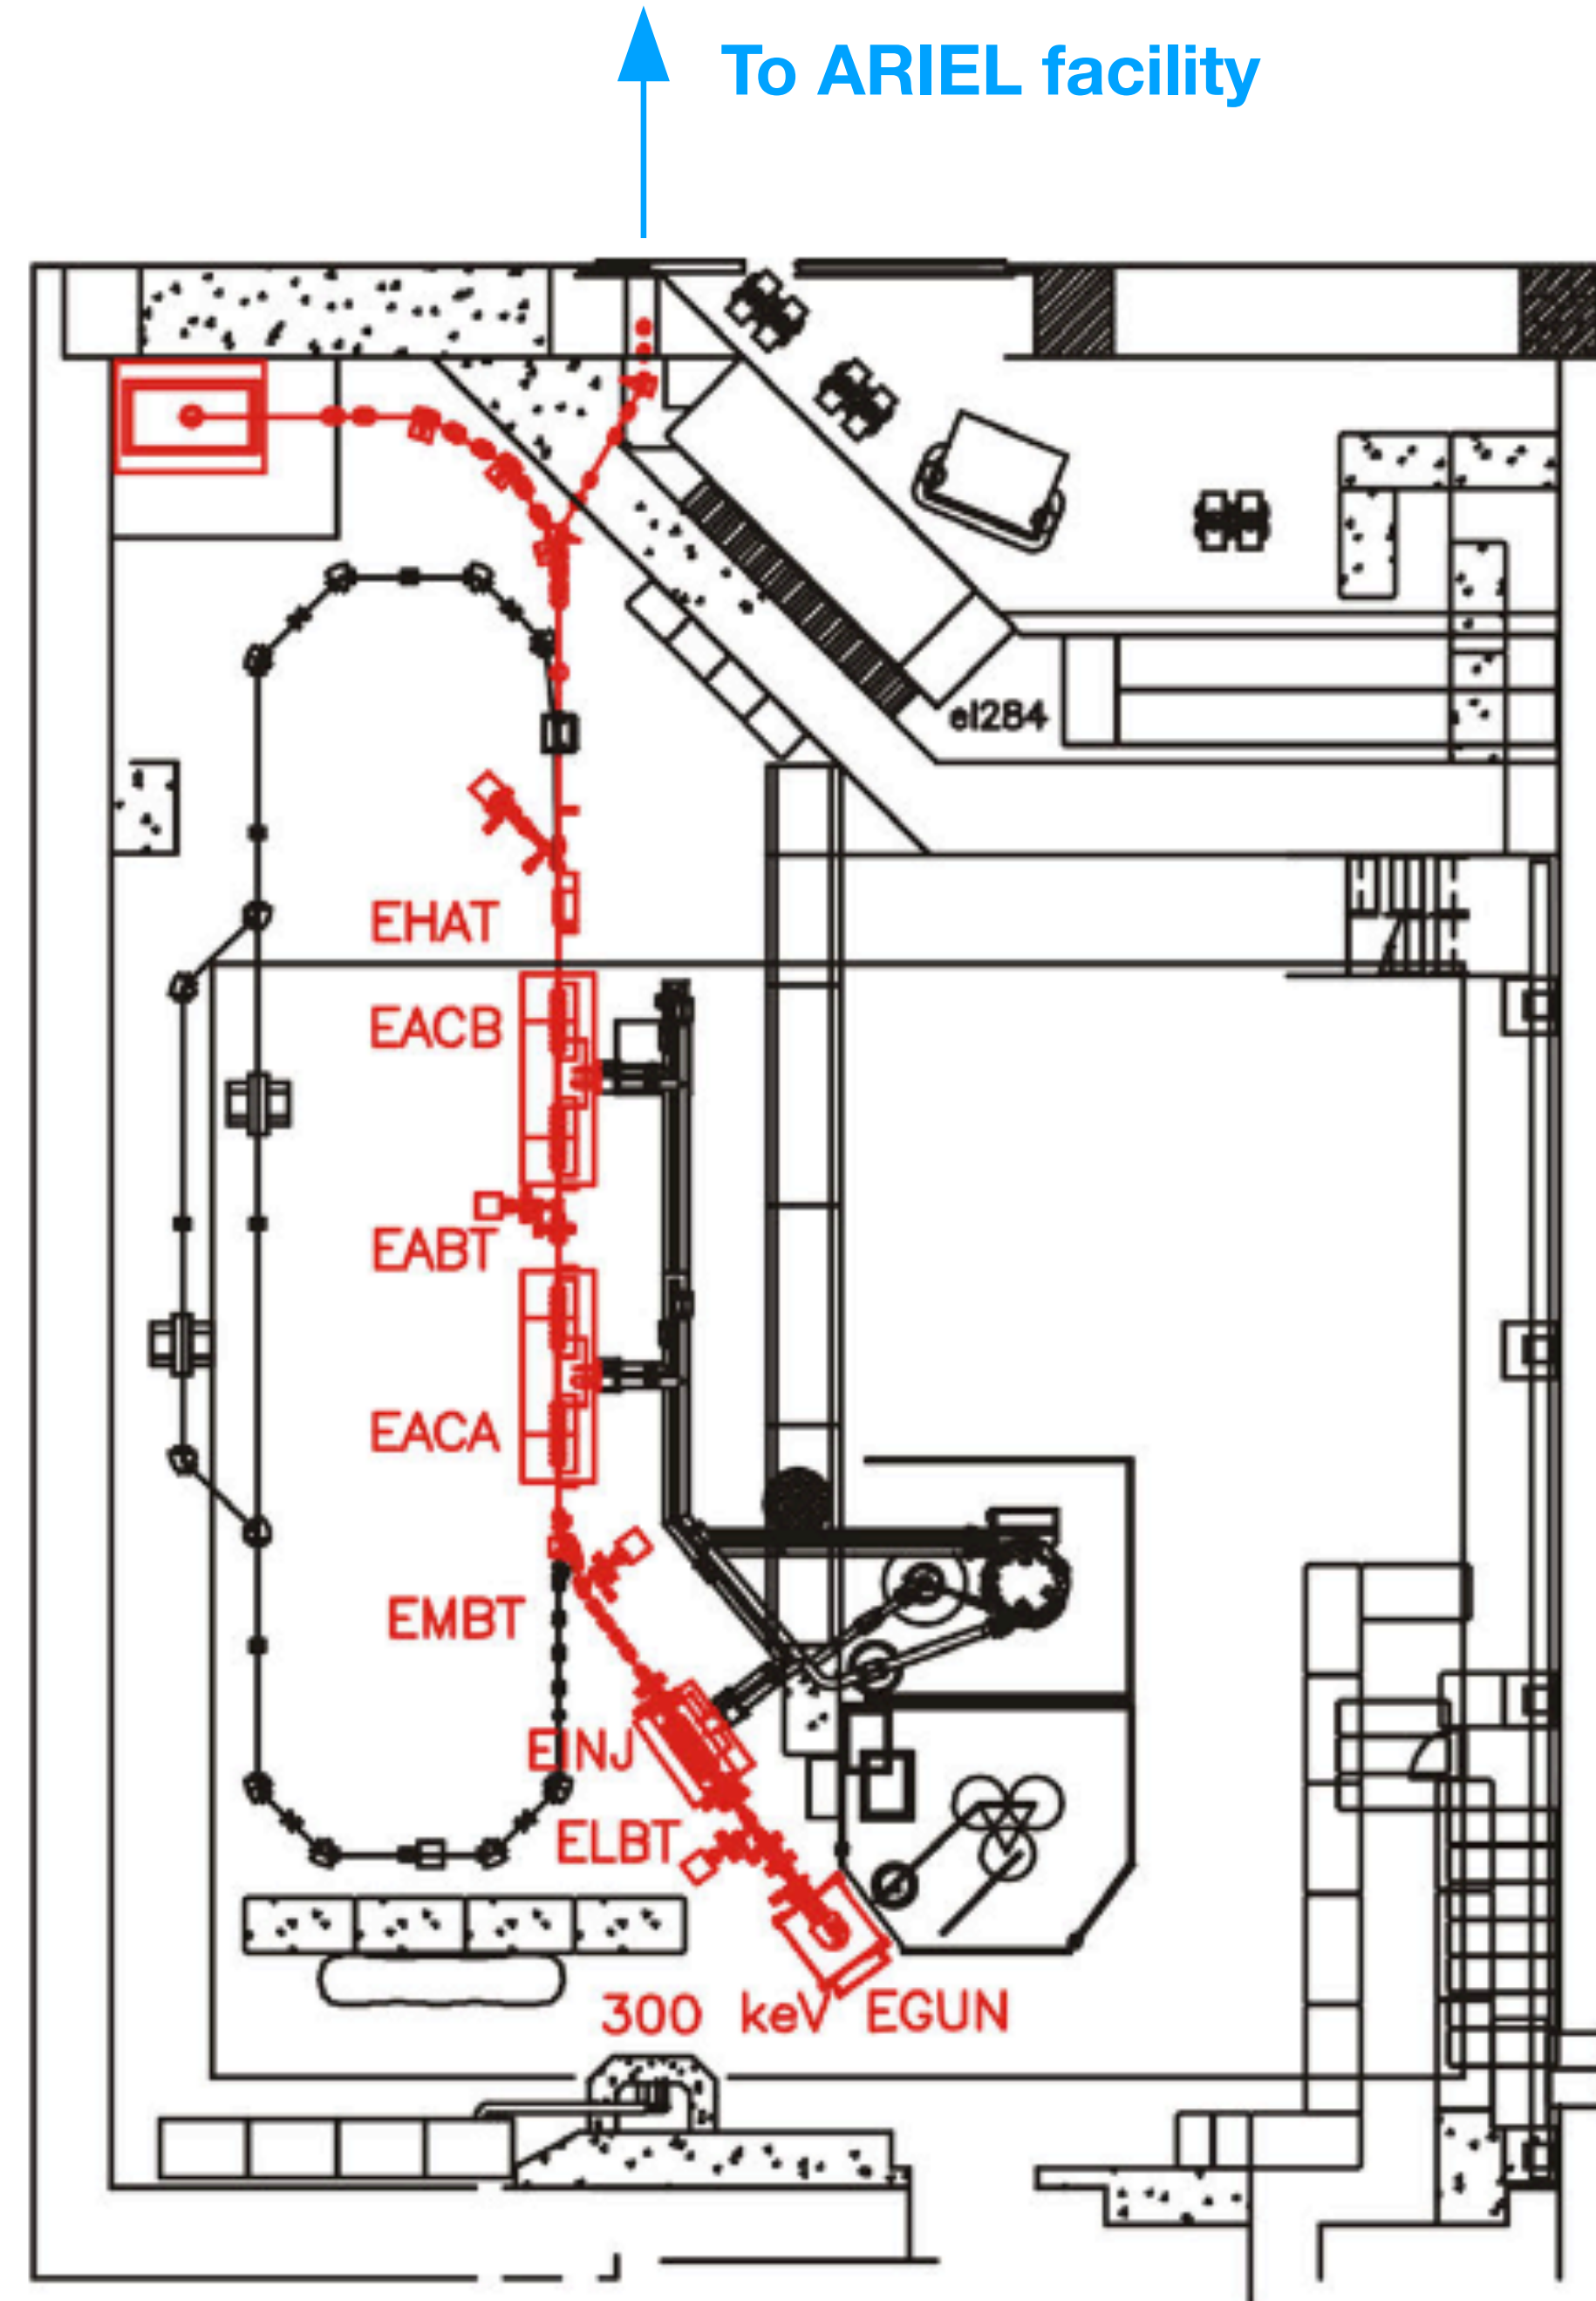 To ARIEL facility
el284
EHAT
EACB
EABT
EACA
EMBT
EINJ
ELBT
300 keV EGUN